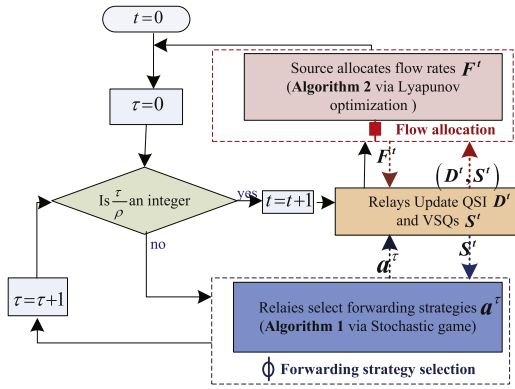 t=0
τ=0
Source allocates flow rates F^t
(Algorithm 2 via Lyapunov
optimization )
Flow allocation
F^t
(D^t, S^t)
Is τ/ρ an integer
yes
t=t+1
Relays Update QSI D^t
and VSQs S^t
no
a^τ
S^t
τ=τ+1
Relaies select forwarding strategies a^τ
(Algorithm 1 via Stochastic game)
Forwarding strategy selection